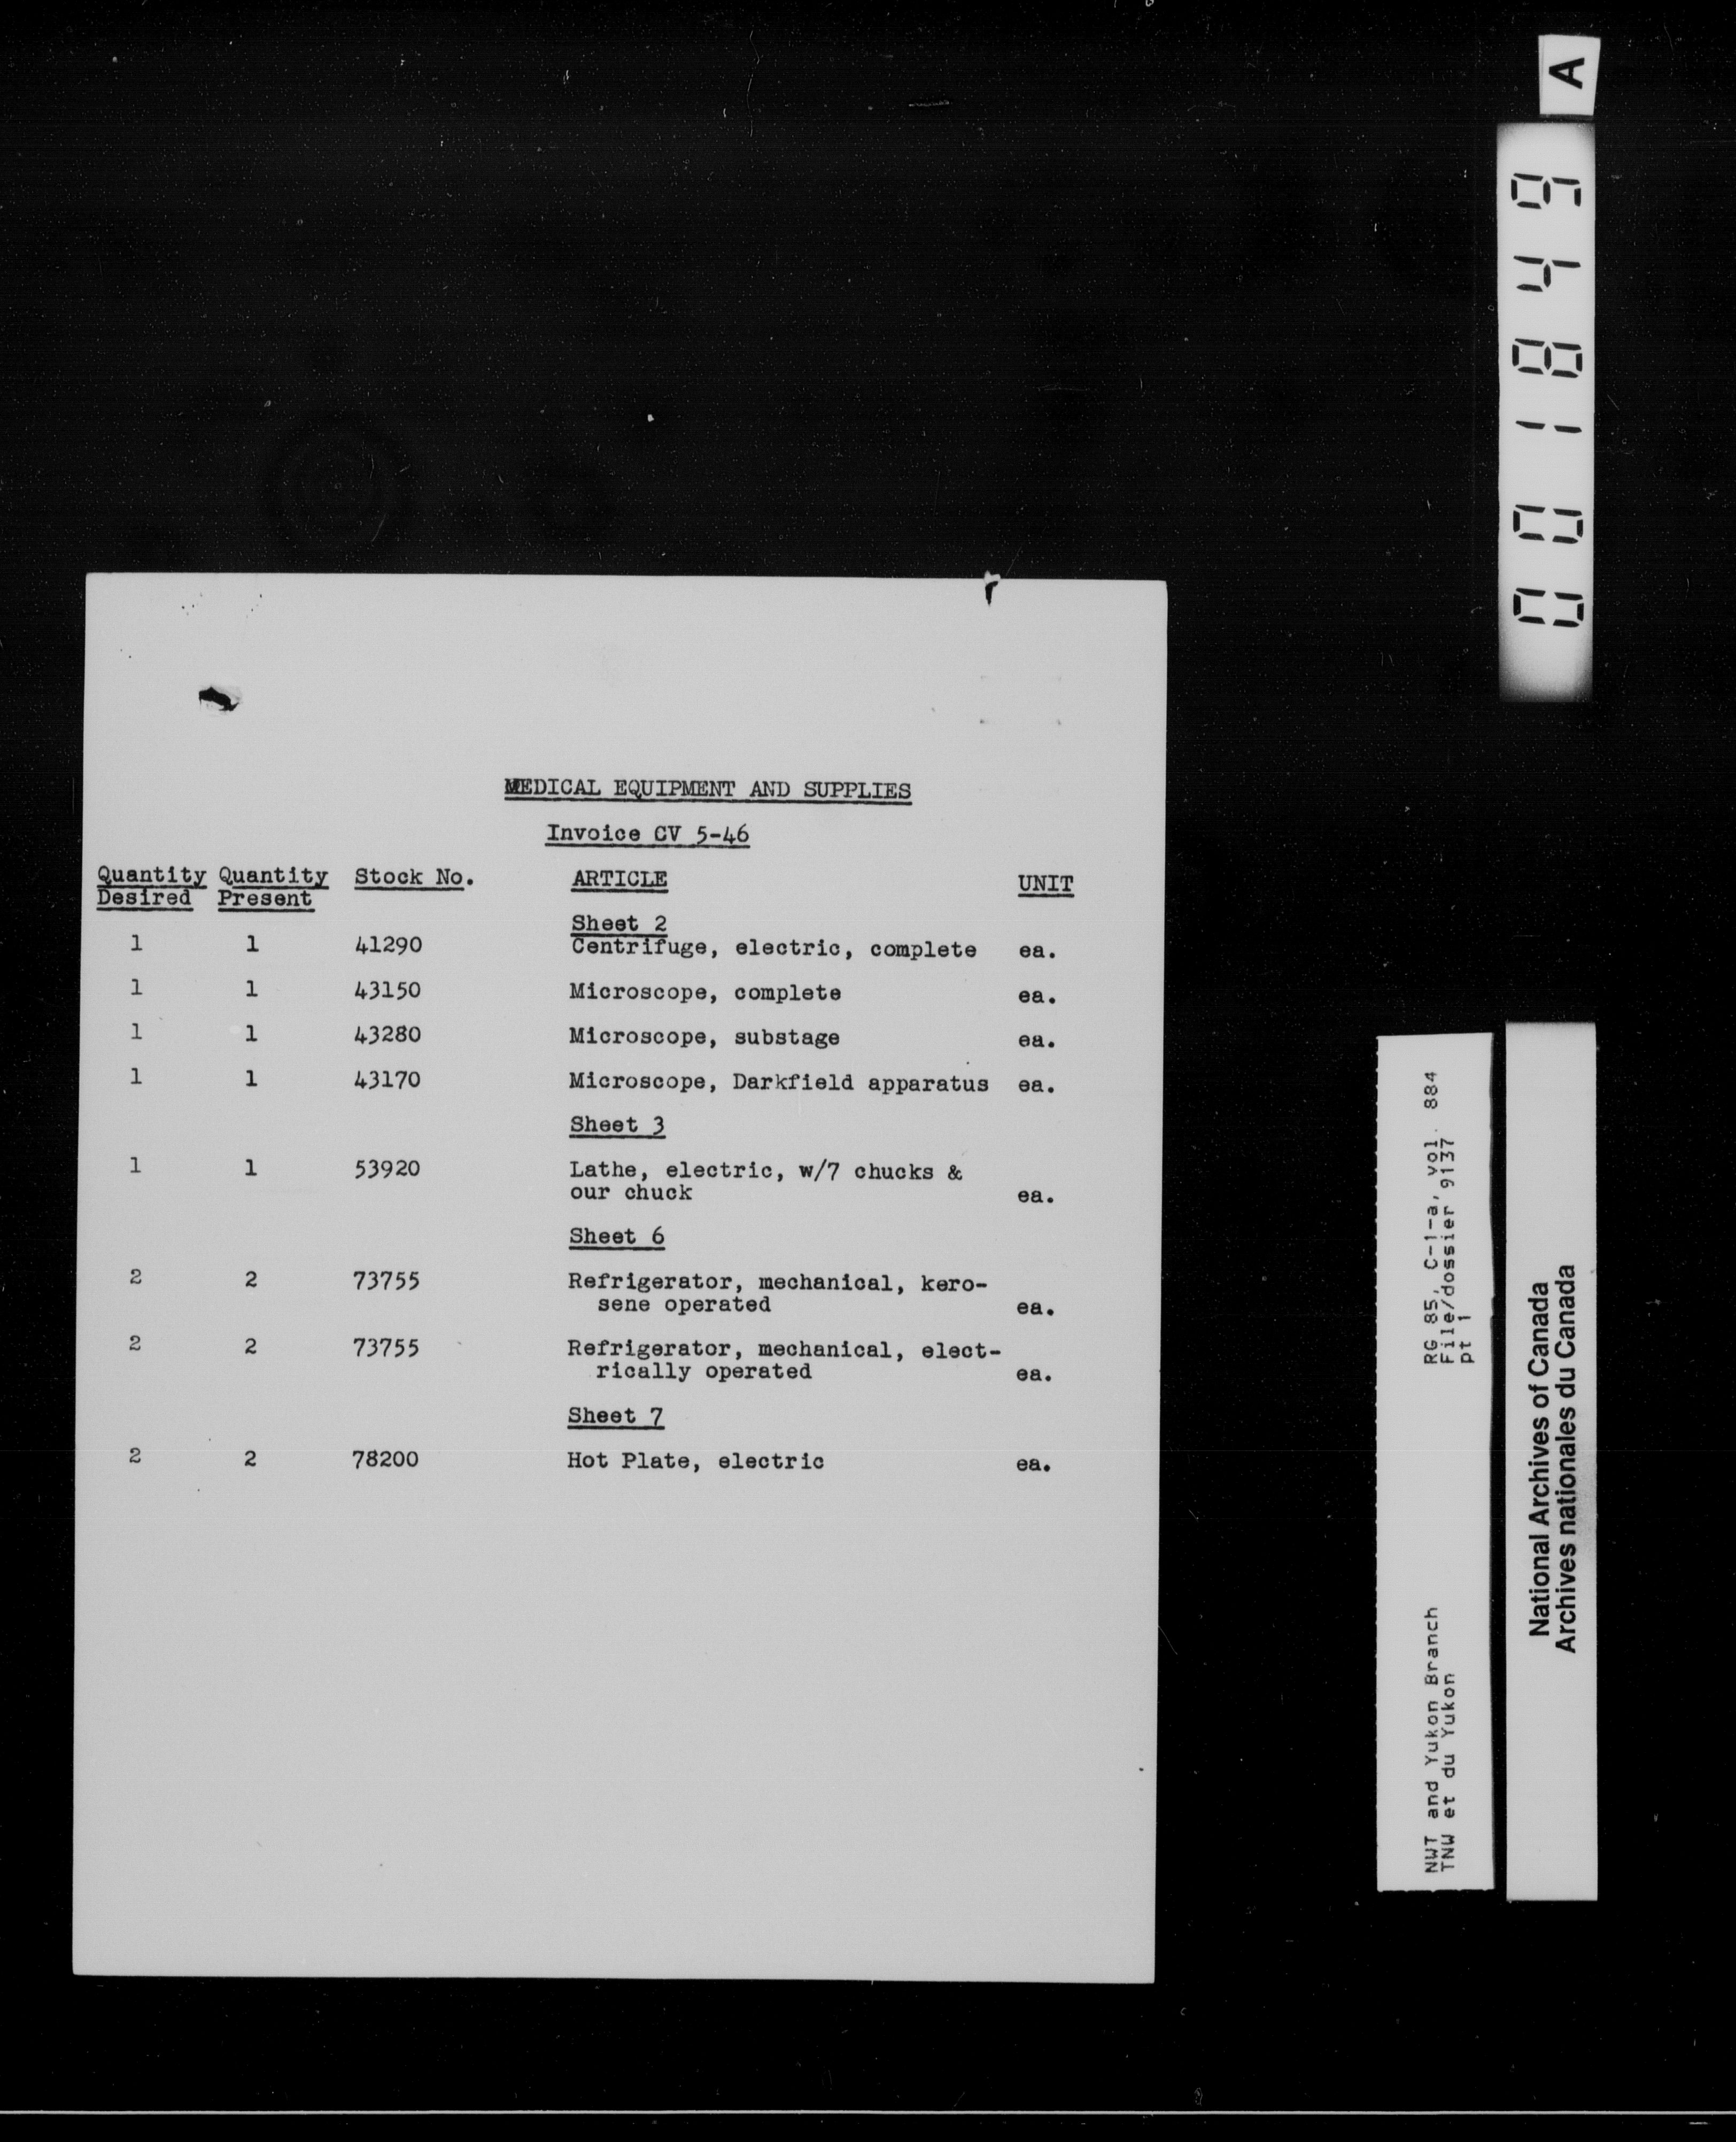 A
001849
MEDICAL EQUIPMENT AND SUPPLIES
Invoice CV 5-46
Quantity Desired Quantity Present Stock No. ARTICLE UNIT
Sheet 2
1 1 41290 Centrifuge, electric, complete ea.
1 1 43150 Microscope, complete ea.
1 1 43280 Microscope, substage ea.
1 1 43170 Microscope, Darkfield apparatus ea.
Sheet 3
1 1 53920 Lathe, electric, w/7 chucks &
our chuck ea.
Sheet 6
2 2 73755 Refrigerator, mechanical, kero-
sene operated ea.
2 2 73755 Refrigerator, mechanical, elect-
rically operated ea.
Sheet 7
2 2 78200 Hot Plate, electric ea.
NWT and Yukon Branch RG 85, C-1-a, vol. 884
TNW et du Yukon File/dossier 9137
pt 1
National Archives of Canada
Archives nationales du Canada